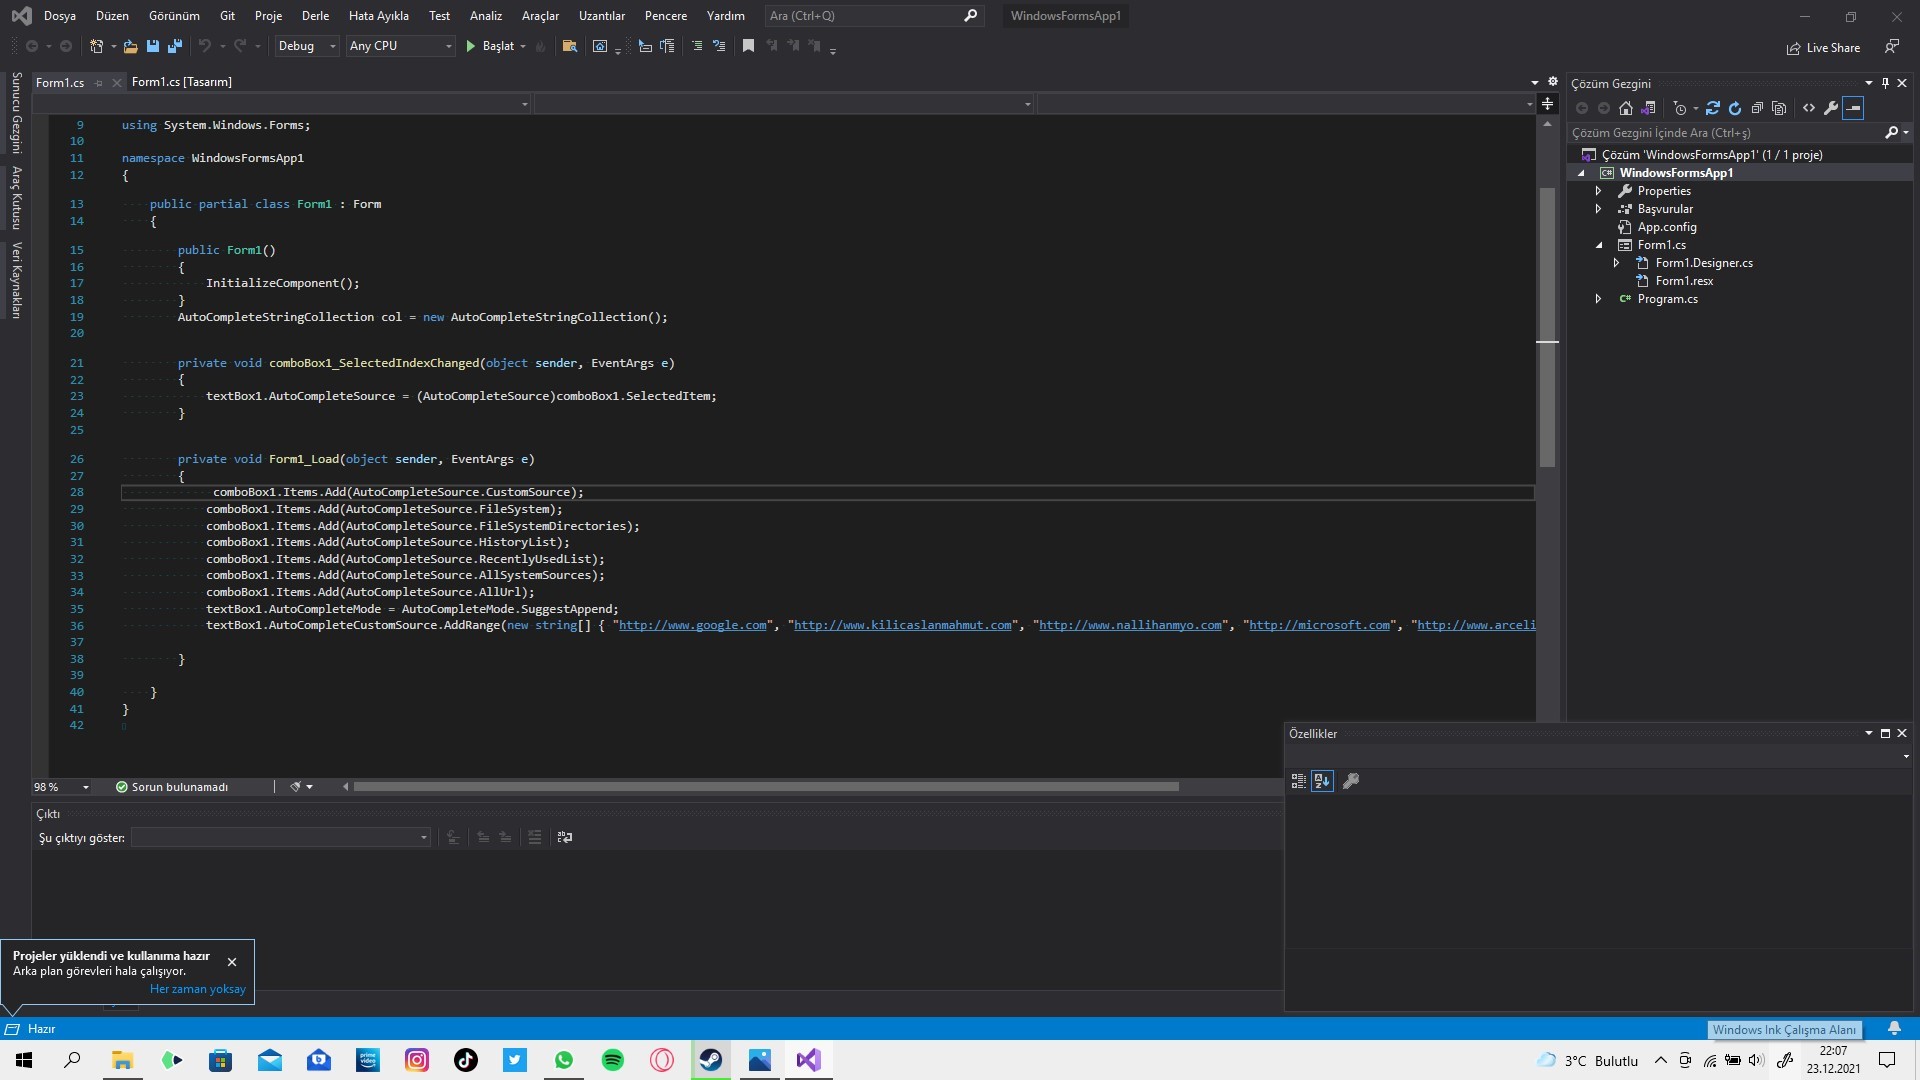 Dosya Düzen Görünüm Git Proje Derle Hata Ayıkla Test Analiz Araçlar Uzantılar Pencere Yardım Ara (Ctrl+Q) WindowsFormsApp1
Debug Any CPU Başlat Live Share
Sunucu Gezgini
Araç Kutusu
Veri Kaynakları
Form1.cs Form1.cs [Tasarım]
9 using System.Windows.Forms;
10
11 namespace WindowsFormsApp1
12 {
13 public partial class Form1 : Form
14 {
15 public Form1()
16 {
17 InitializeComponent();
18 }
19 AutoCompleteStringCollection col = new AutoCompleteStringCollection();
20
21 private void comboBox1_SelectedIndexChanged(object sender, EventArgs e)
22 {
23 textBox1.AutoCompleteSource = (AutoCompleteSource)comboBox1.SelectedItem;
24 }
25
26 private void Form1_Load(object sender, EventArgs e)
27 {
28 comboBox1.Items.Add(AutoCompleteSource.CustomSource);
29 comboBox1.Items.Add(AutoCompleteSource.FileSystem);
30 comboBox1.Items.Add(AutoCompleteSource.FileSystemDirectories);
31 comboBox1.Items.Add(AutoCompleteSource.HistoryList);
32 comboBox1.Items.Add(AutoCompleteSource.RecentlyUsedList);
33 comboBox1.Items.Add(AutoCompleteSource.AllSystemSources);
34 comboBox1.Items.Add(AutoCompleteSource.AllUrl);
35 textBox1.AutoCompleteMode = AutoCompleteMode.SuggestAppend;
36 textBox1.AutoCompleteCustomSource.AddRange(new string[] { "http://www.google.com", "http://www.kilicaslanmahmut.com", "http://www.nallihanmyo.com", "http://microsoft.com", "http://www.arceli
37
38 }
39
40 }
41 }
42
98 % Sorun bulunamadı
Çıktı
Şu çıktıyı göster:
Çözüm Gezgini
Çözüm Gezgini İçinde Ara (Ctrl+ş)
Çözüm 'WindowsFormsApp1' (1 / 1 proje)
C# WindowsFormsApp1
Properties
Başvurular
App.config
Form1.cs
Form1.Designer.cs
Form1.resx
C# Program.cs
Özellikler
Projeler yüklendi ve kullanıma hazır
Arka plan görevleri hala çalışıyor.
Her zaman yoksay
Hazır
Windows Ink Çalışma Alanı
prime video
3°C Bulutlu
22:07
23.12.2021